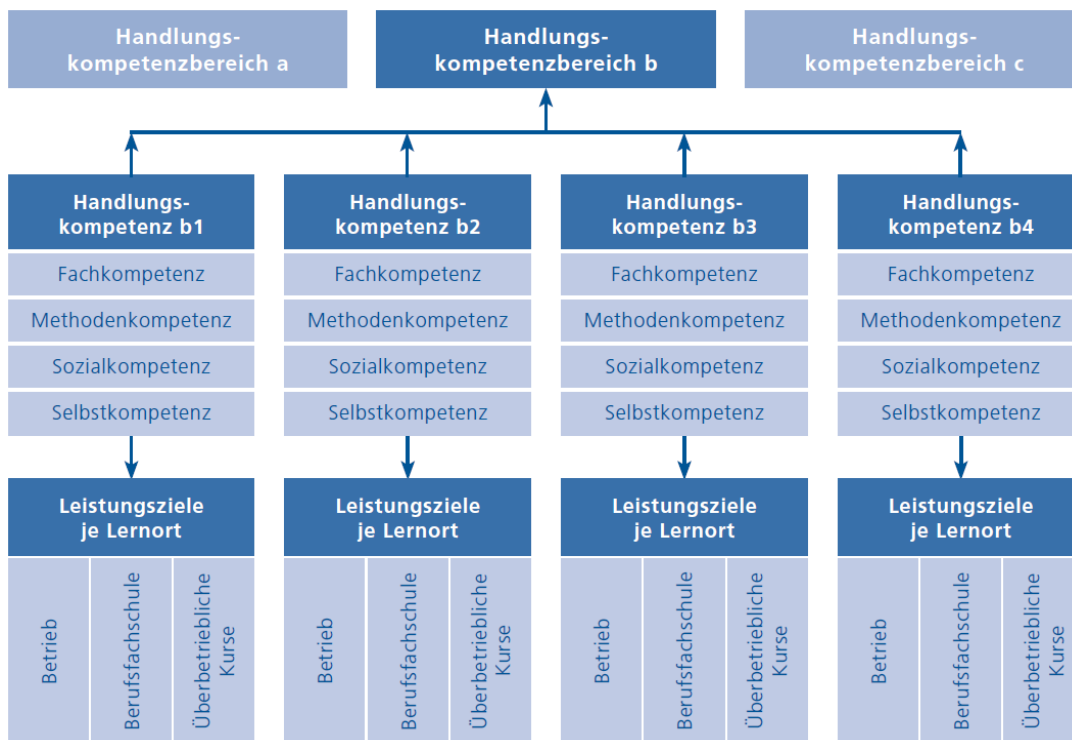 Handlungs-
kompetenzbereich a
Handlungs-
kompetenzbereich b
Handlungs-
kompetenzbereich c
Handlungs-
kompetenz b1
Fachkompetenz
Methodenkompetenz
Sozialkompetenz
Selbstkompetenz
Leistungsziele
je Lernort
Betrieb
Berufsfachschule
Überbetriebliche
Kurse
Handlungs-
kompetenz b2
Fachkompetenz
Methodenkompetenz
Sozialkompetenz
Selbstkompetenz
Leistungsziele
je Lernort
Betrieb
Berufsfachschule
Überbetriebliche
Kurse
Handlungs-
kompetenz b3
Fachkompetenz
Methodenkompetenz
Sozialkompetenz
Selbstkompetenz
Leistungsziele
je Lernort
Betrieb
Berufsfachschule
Überbetriebliche
Kurse
Handlungs-
kompetenz b4
Fachkompetenz
Methodenkompetenz
Sozialkompetenz
Selbstkompetenz
Leistungsziele
je Lernort
Betrieb
Berufsfachschule
Überbetriebliche
Kurse